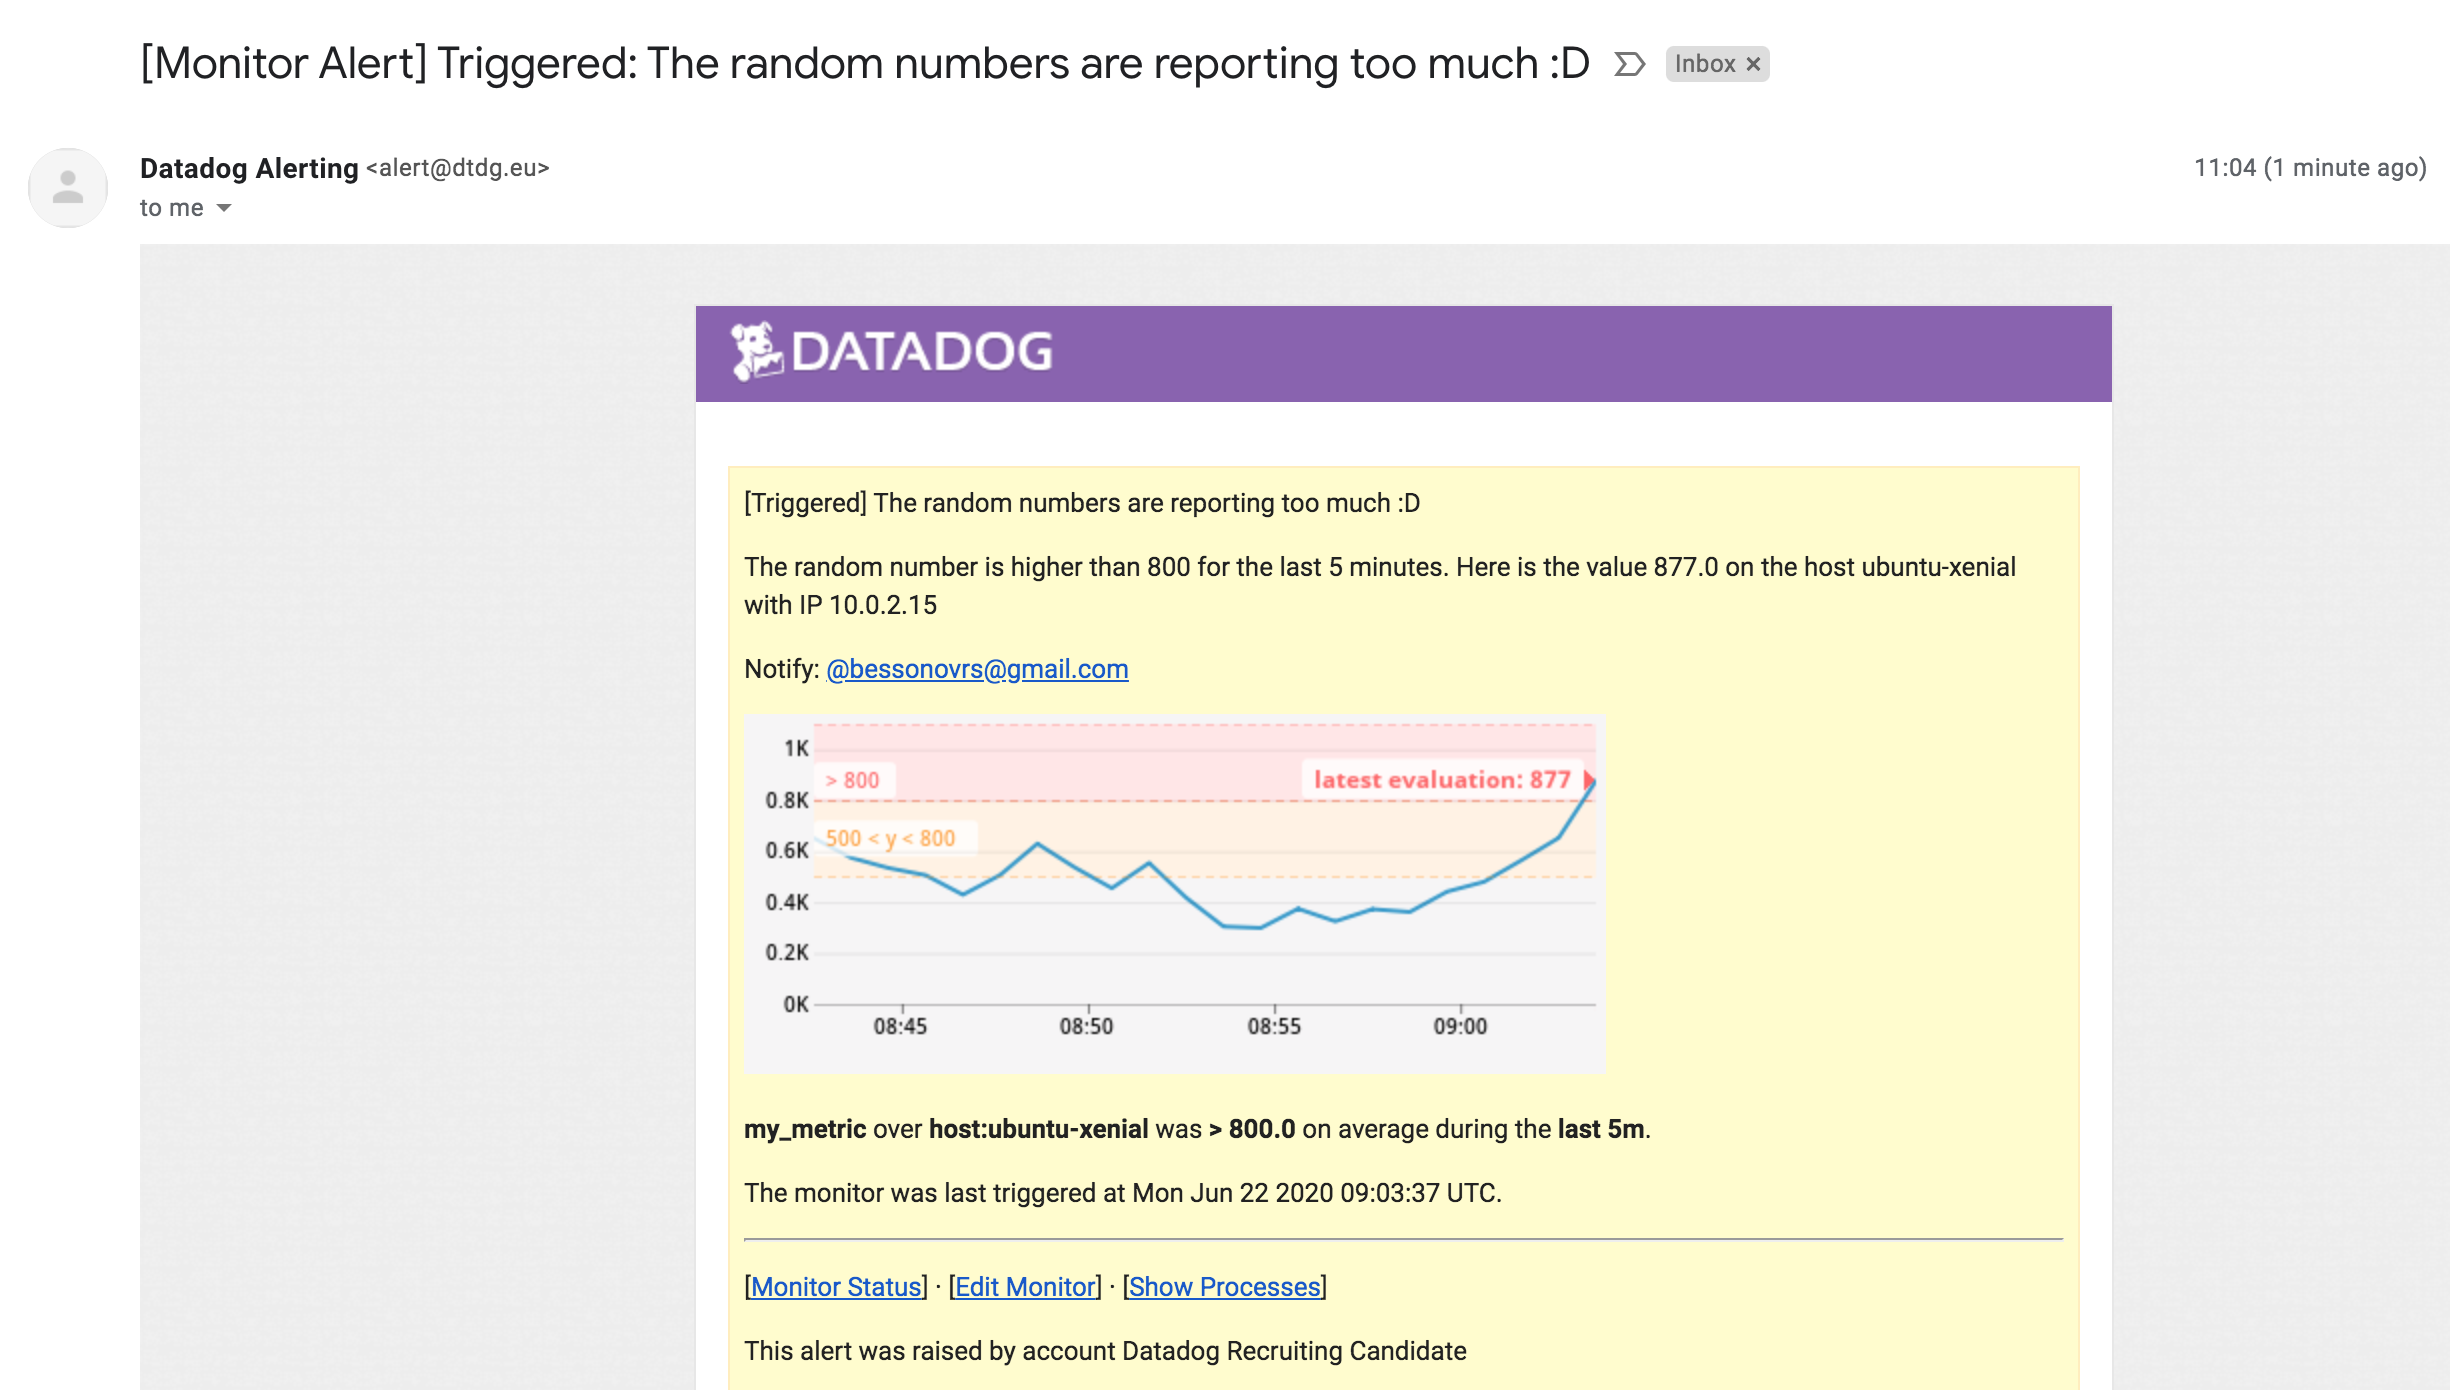 [Monitor Alert] Triggered: The random numbers are reporting too much :D Inbox ×
Datadog Alerting <alert@dtdg.eu> 11:04 (1 minute ago)
to me
DATADOG
[Triggered] The random numbers are reporting too much :D
The random number is higher than 800 for the last 5 minutes. Here is the value 877.0 on the host ubuntu-xenial
with IP 10.0.2.15
Notify: @bessonovrs@gmail.com
1K
> 800 latest evaluation: 877
0.8K
500 < y < 800
0.6K
0.4K
0.2K
0K
08:45 08:50 08:55 09:00
my_metric over host:ubuntu-xenial was > 800.0 on average during the last 5m.
The monitor was last triggered at Mon Jun 22 2020 09:03:37 UTC.
[Monitor Status] · [Edit Monitor] · [Show Processes]
This alert was raised by account Datadog Recruiting Candidate